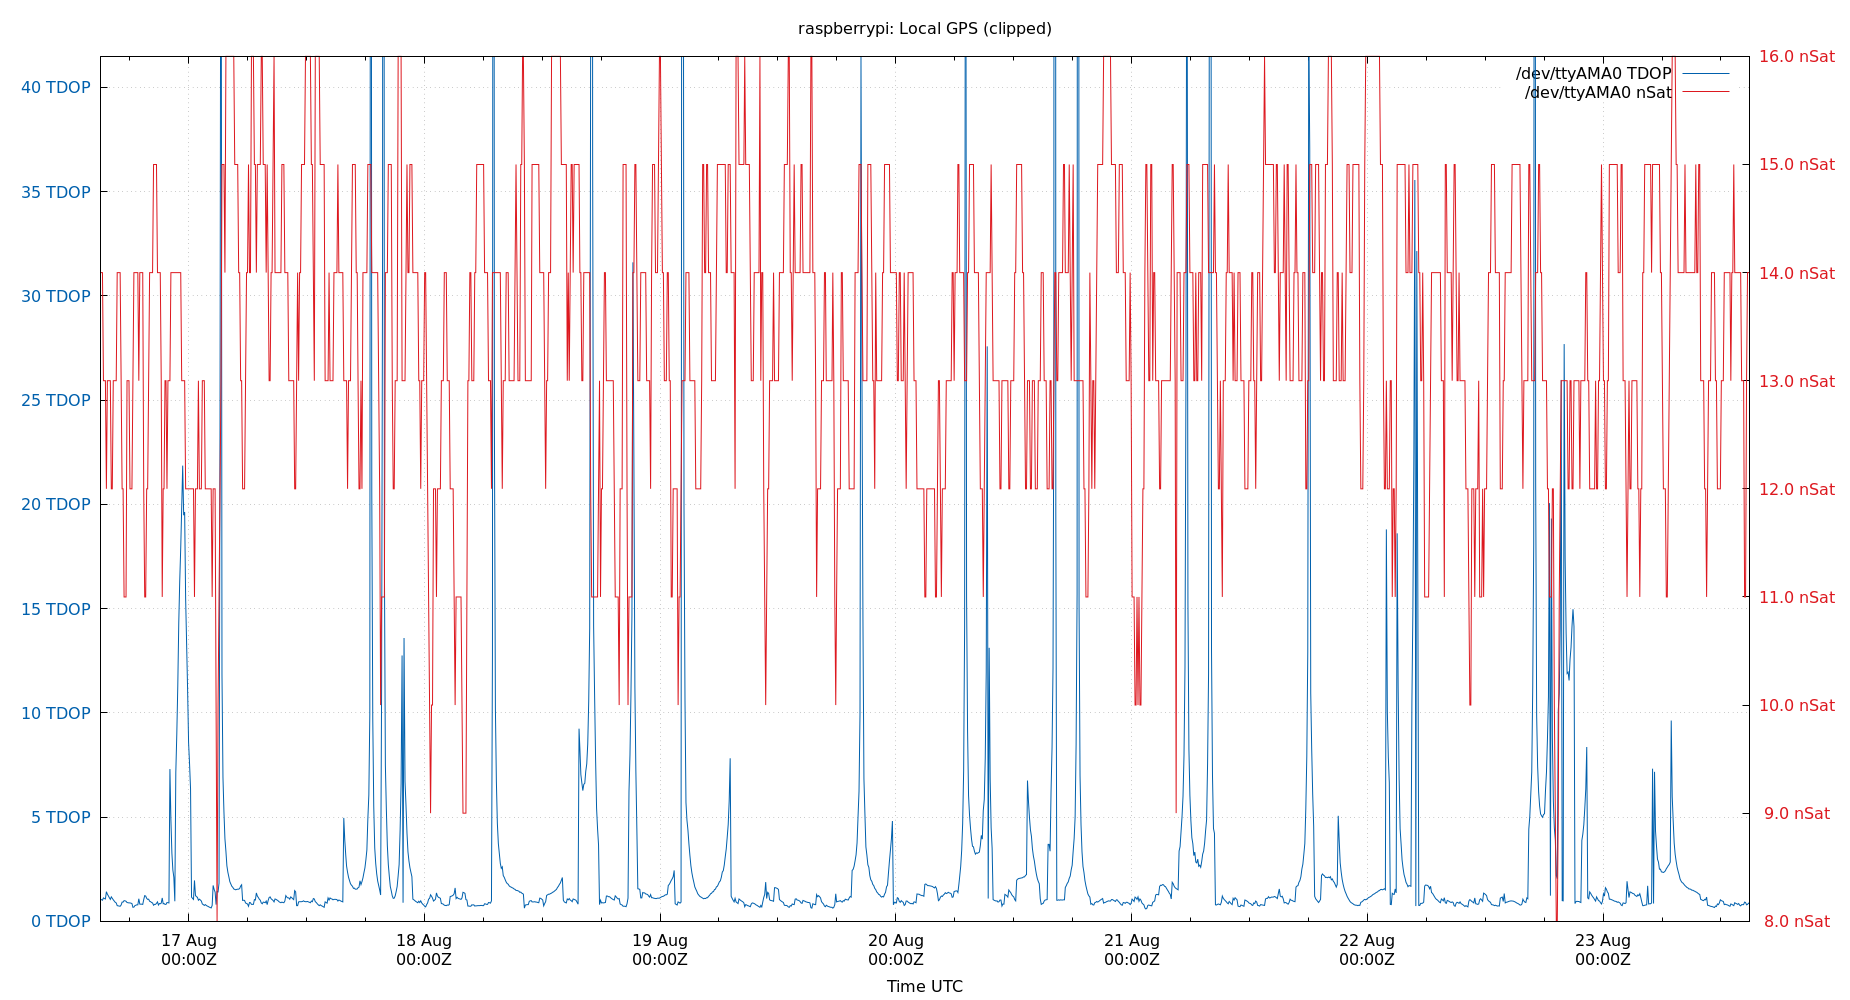 raspberrypi: Local GPS (clipped)
/dev/ttyAMA0 TDOP
/dev/ttyAMA0 nSat
40 TDOP
35 TDOP
30 TDOP
25 TDOP
20 TDOP
15 TDOP
10 TDOP
5 TDOP
0 TDOP
16.0 nSat
15.0 nSat
14.0 nSat
13.0 nSat
12.0 nSat
11.0 nSat
10.0 nSat
9.0 nSat
8.0 nSat
17 Aug
00:00Z
18 Aug
00:00Z
19 Aug
00:00Z
20 Aug
00:00Z
21 Aug
00:00Z
22 Aug
00:00Z
23 Aug
00:00Z
Time UTC